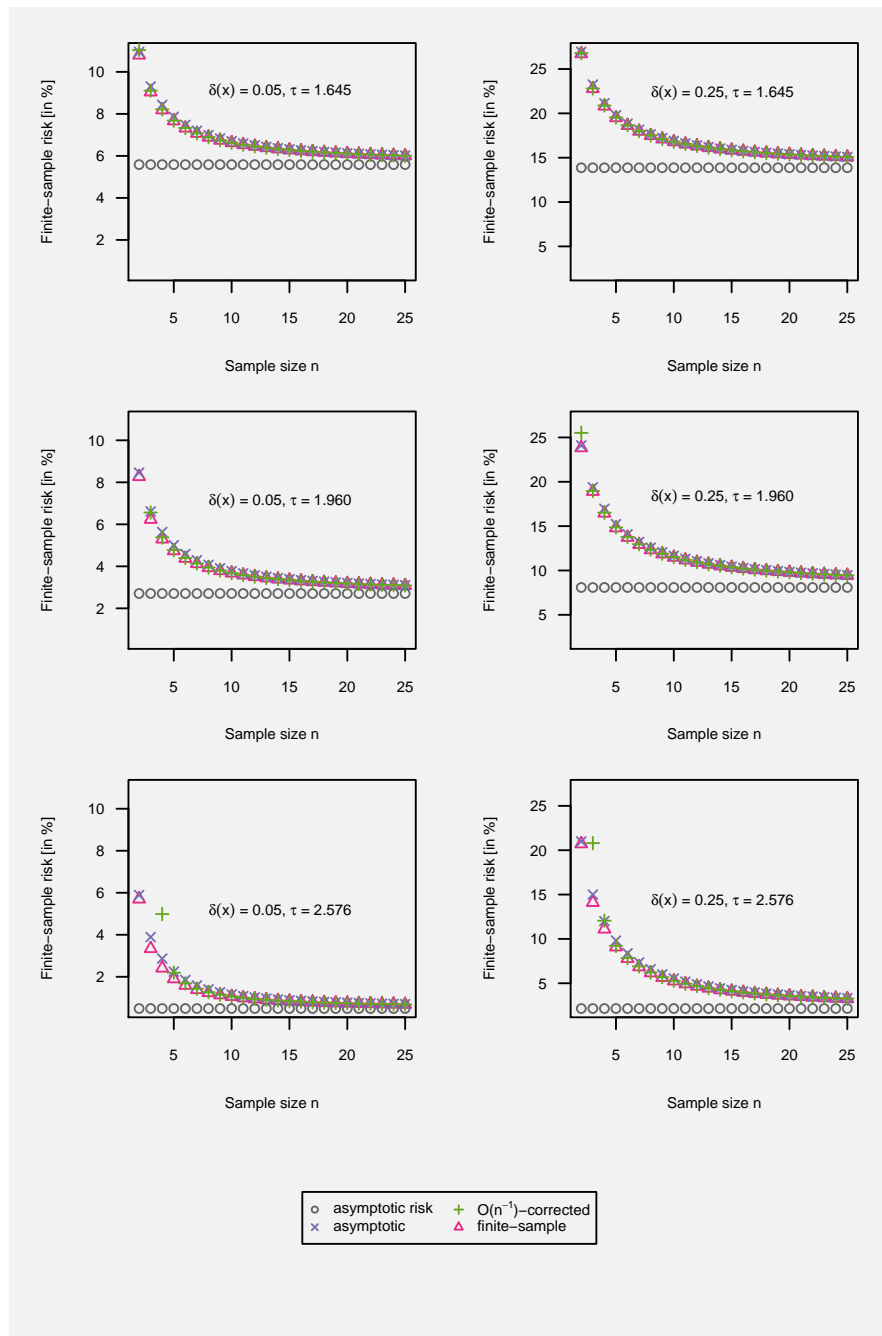 Finite−sample risk [in %]
10
8
6
4
2
δ(x) = 0.05, τ = 1.645
5 10 15 20 25
Sample size n
Finite−sample risk [in %]
25
20
15
10
5
δ(x) = 0.25, τ = 1.645
5 10 15 20 25
Sample size n
Finite−sample risk [in %]
10
8
6
4
2
δ(x) = 0.05, τ = 1.960
5 10 15 20 25
Sample size n
Finite−sample risk [in %]
25
20
15
10
5
δ(x) = 0.25, τ = 1.960
5 10 15 20 25
Sample size n
Finite−sample risk [in %]
10
8
6
4
2
δ(x) = 0.05, τ = 2.576
5 10 15 20 25
Sample size n
Finite−sample risk [in %]
25
20
15
10
5
δ(x) = 0.25, τ = 2.576
5 10 15 20 25
Sample size n
asymptotic risk
asymptotic
O(n⁻¹)−corrected
finite−sample